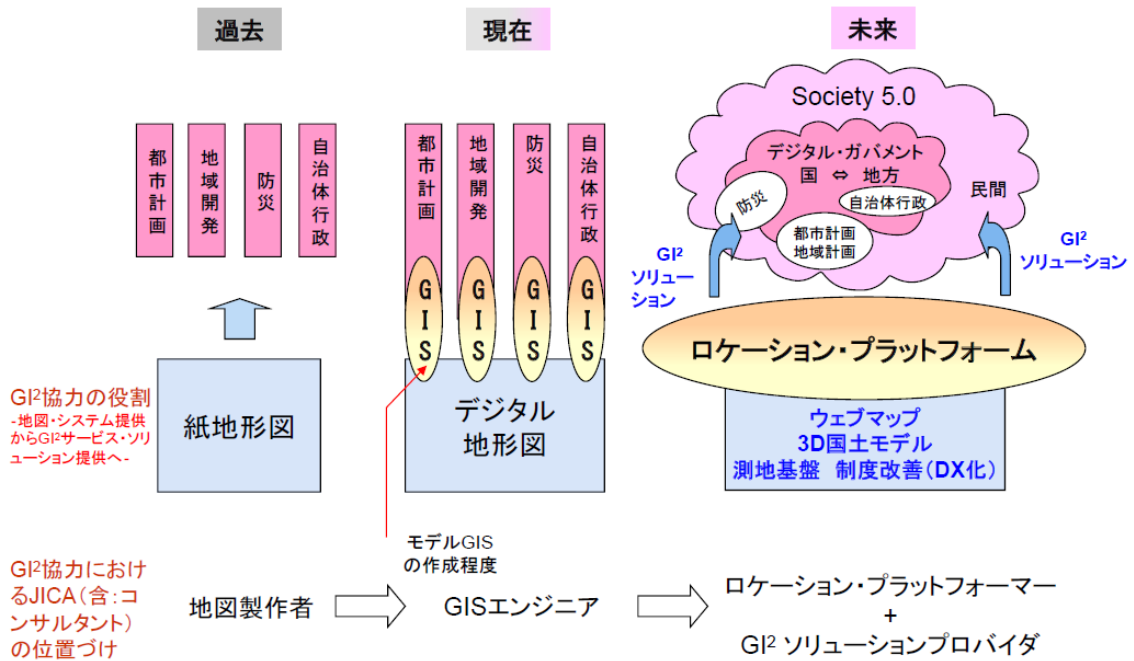 過去
現在
未来
都市計画
地域開発
防災
自治体行政
都市計画
地域開発
防災
自治体行政
GIS
GIS
GIS
GIS
Society 5.0
デジタル・ガバメント
国 ⇔ 地方
防災
自治体行政
都市計画
地域計画
民間
GI²
ソリュー
ション
GI²
ソリューション
ロケーション・プラットフォーム
ウェブマップ
3D国土モデル
測地基盤 制度改善(DX化)
GI²協力の役割
-地図・システム提供
からGI²サービス・ソリ
ューション提供へ-
紙地形図
デジタル
地形図
モデルGIS
の作成程度
GI²協力におけ
るJICA(含:コ
ンサルタント)
の位置づけ
地図製作者
GISエンジニア
ロケーション・プラットフォーマー
+
GI² ソリューションプロバイダ